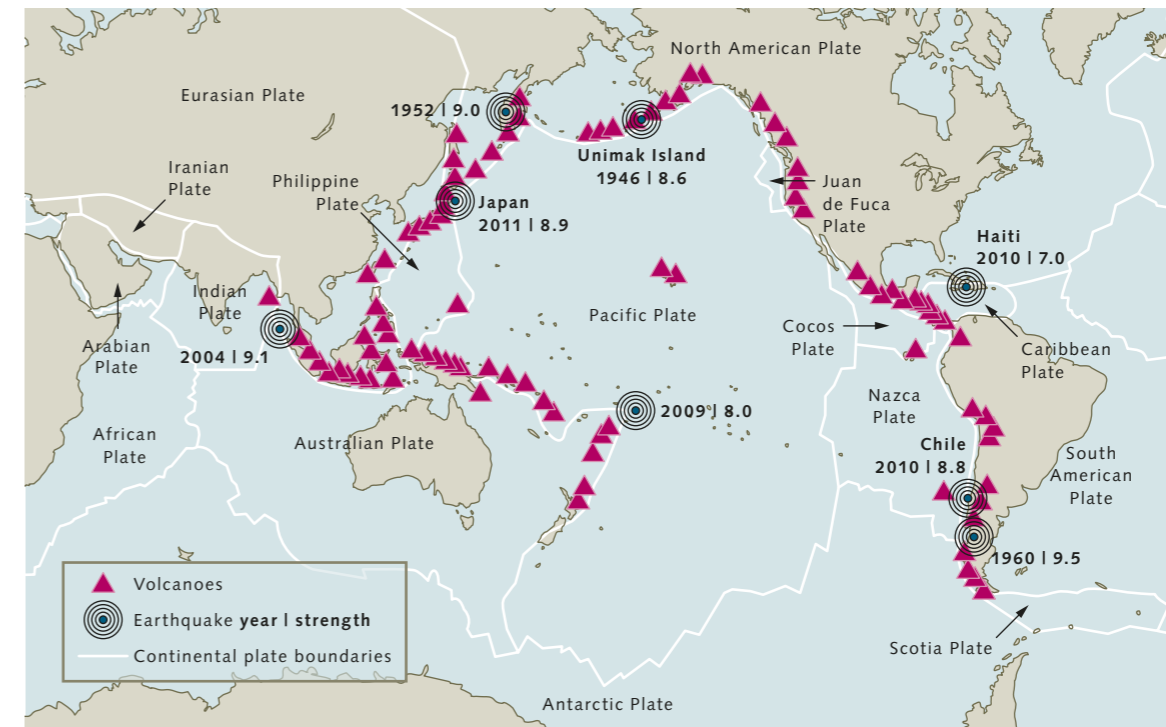 North American Plate
Eurasian Plate
1952 | 9.0
Unimak Island
1946 | 8.6
Iranian
Plate
Philippine
Plate
Juan
de Fuca
Plate
Japan
2011 | 8.9
Haiti
2010 | 7.0
Indian
Plate
Pacific Plate
Cocos
Plate
Arabian
Plate
2004 | 9.1
Caribbean
Plate
Nazca
Plate
2009 | 8.0
African
Plate
Australian Plate
Chile
2010 | 8.8
South
American
Plate
1960 | 9.5
Volcanoes
Earthquake year | strength
Continental plate boundaries
Scotia Plate
Antarctic Plate